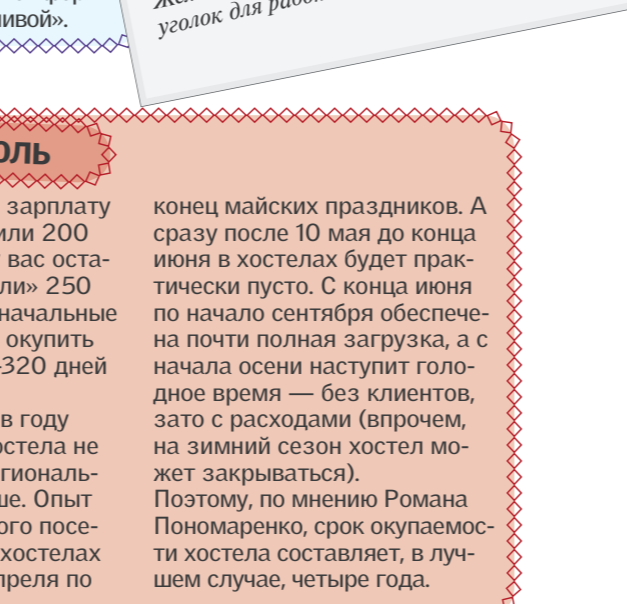 ивой».
уголок для
зарплату
или 200
вас оста-
ли» 250
начальные
окупить
320 дней
в году
остела не
гиональ-
ше. Опыт
ого посе-
хостелах
преля по
конец майских праздников. А
сразу после 10 мая до конца
июня в хостелах будет прак-
тически пусто. С конца июня
по начало сентября обеспече-
на почти полная загрузка, а с
начала осени наступит голо-
дное время — без клиентов,
зато с расходами (впрочем,
на зимний сезон хостел мо-
жет закрываться).
Поэтому, по мнению Романа
Пономаренко, срок окупаемос-
ти хостела составляет, в луч-
шем случае, четыре года.